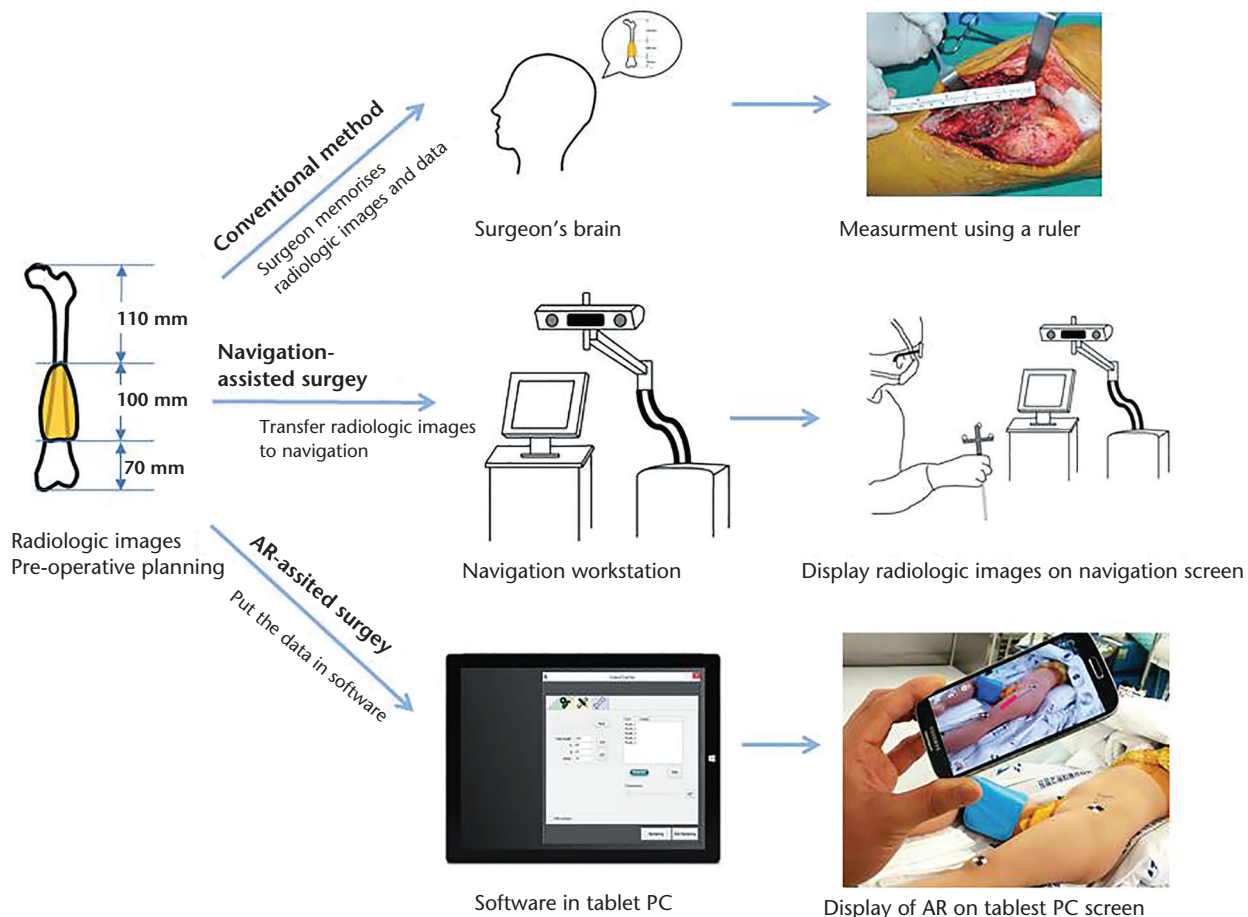 Conventional method
Surgeon memorises
radiologic images and data
Surgeon's brain
Measurment using a ruler
110 mm
100 mm
70 mm
Radiologic images
Pre-operative planning
Navigation-
assisted surgey
Transfer radiologic images
to navigation
Navigation workstation
Display radiologic images on navigation screen
AR-assited surgey
Put the data in software
Software in tablet PC
SAMSUNG
Display of AR on tablest PC screen